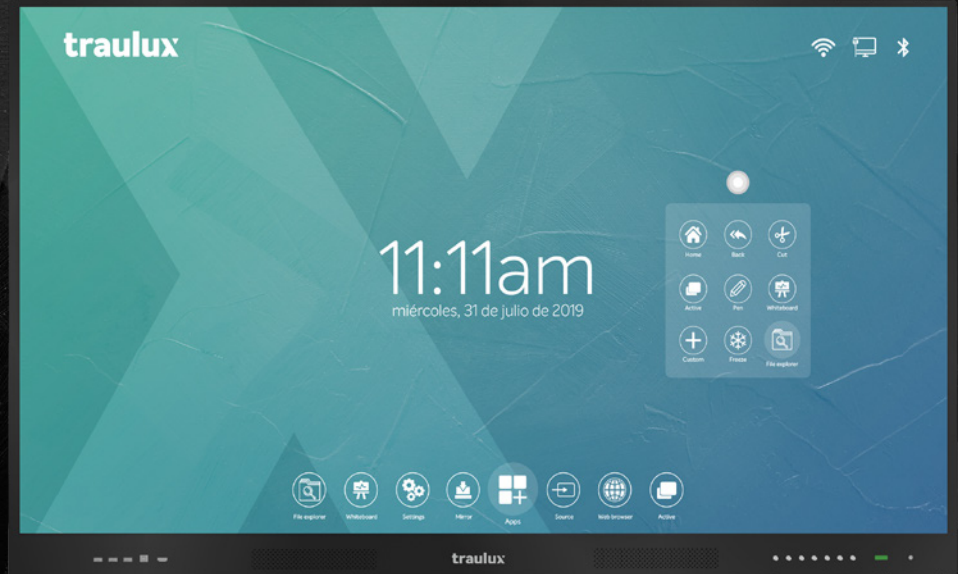 traulux
11:11am
miércoles, 31 de julio de 2019
Home Back Cut
Active Pen Whiteboard
Custom Freeze File explorer
File explorer Whiteboard Settings Mirror Apps Source Web browser Active
traulux